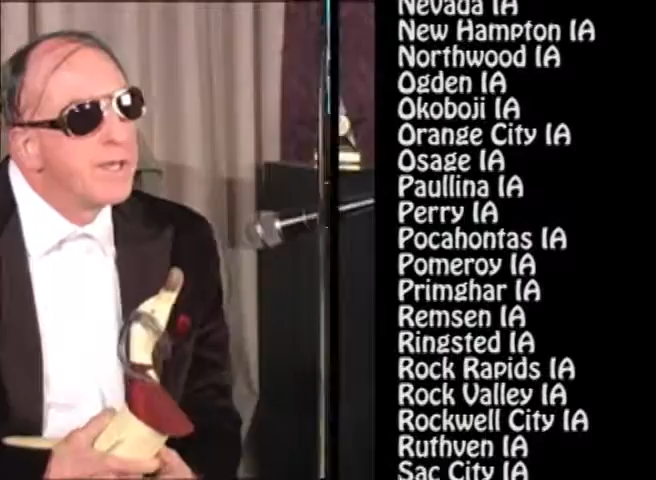 Nevada IA
New Hampton IA
Northwood IA
Ogden IA
Okoboji IA
Orange City IA
Osage IA
Paullina IA
Perry IA
Pocahontas IA
Pomeroy IA
Primghar IA
Remsen IA
Ringsted IA
Rock Rapids IA
Rock Valley IA
Rockwell City IA
Ruthven IA
Sac City IA